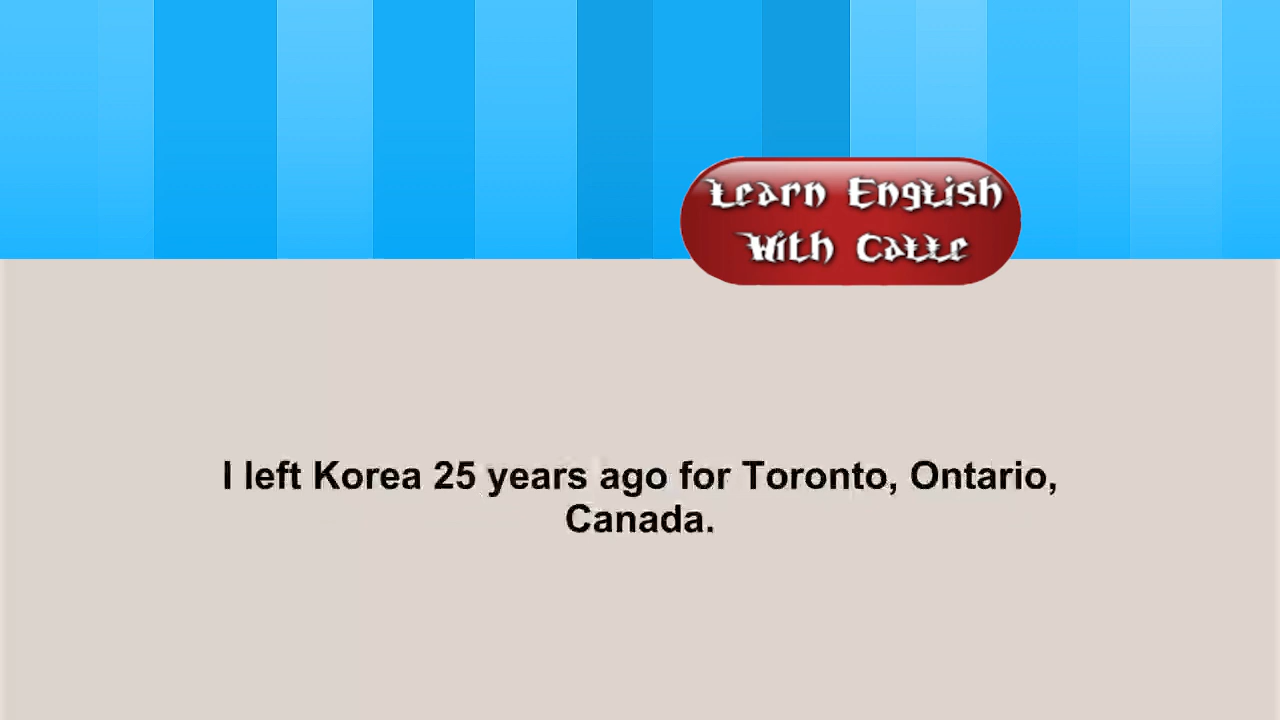 Learn English
With Catte
I left Korea 25 years ago for Toronto, Ontario,
Canada.